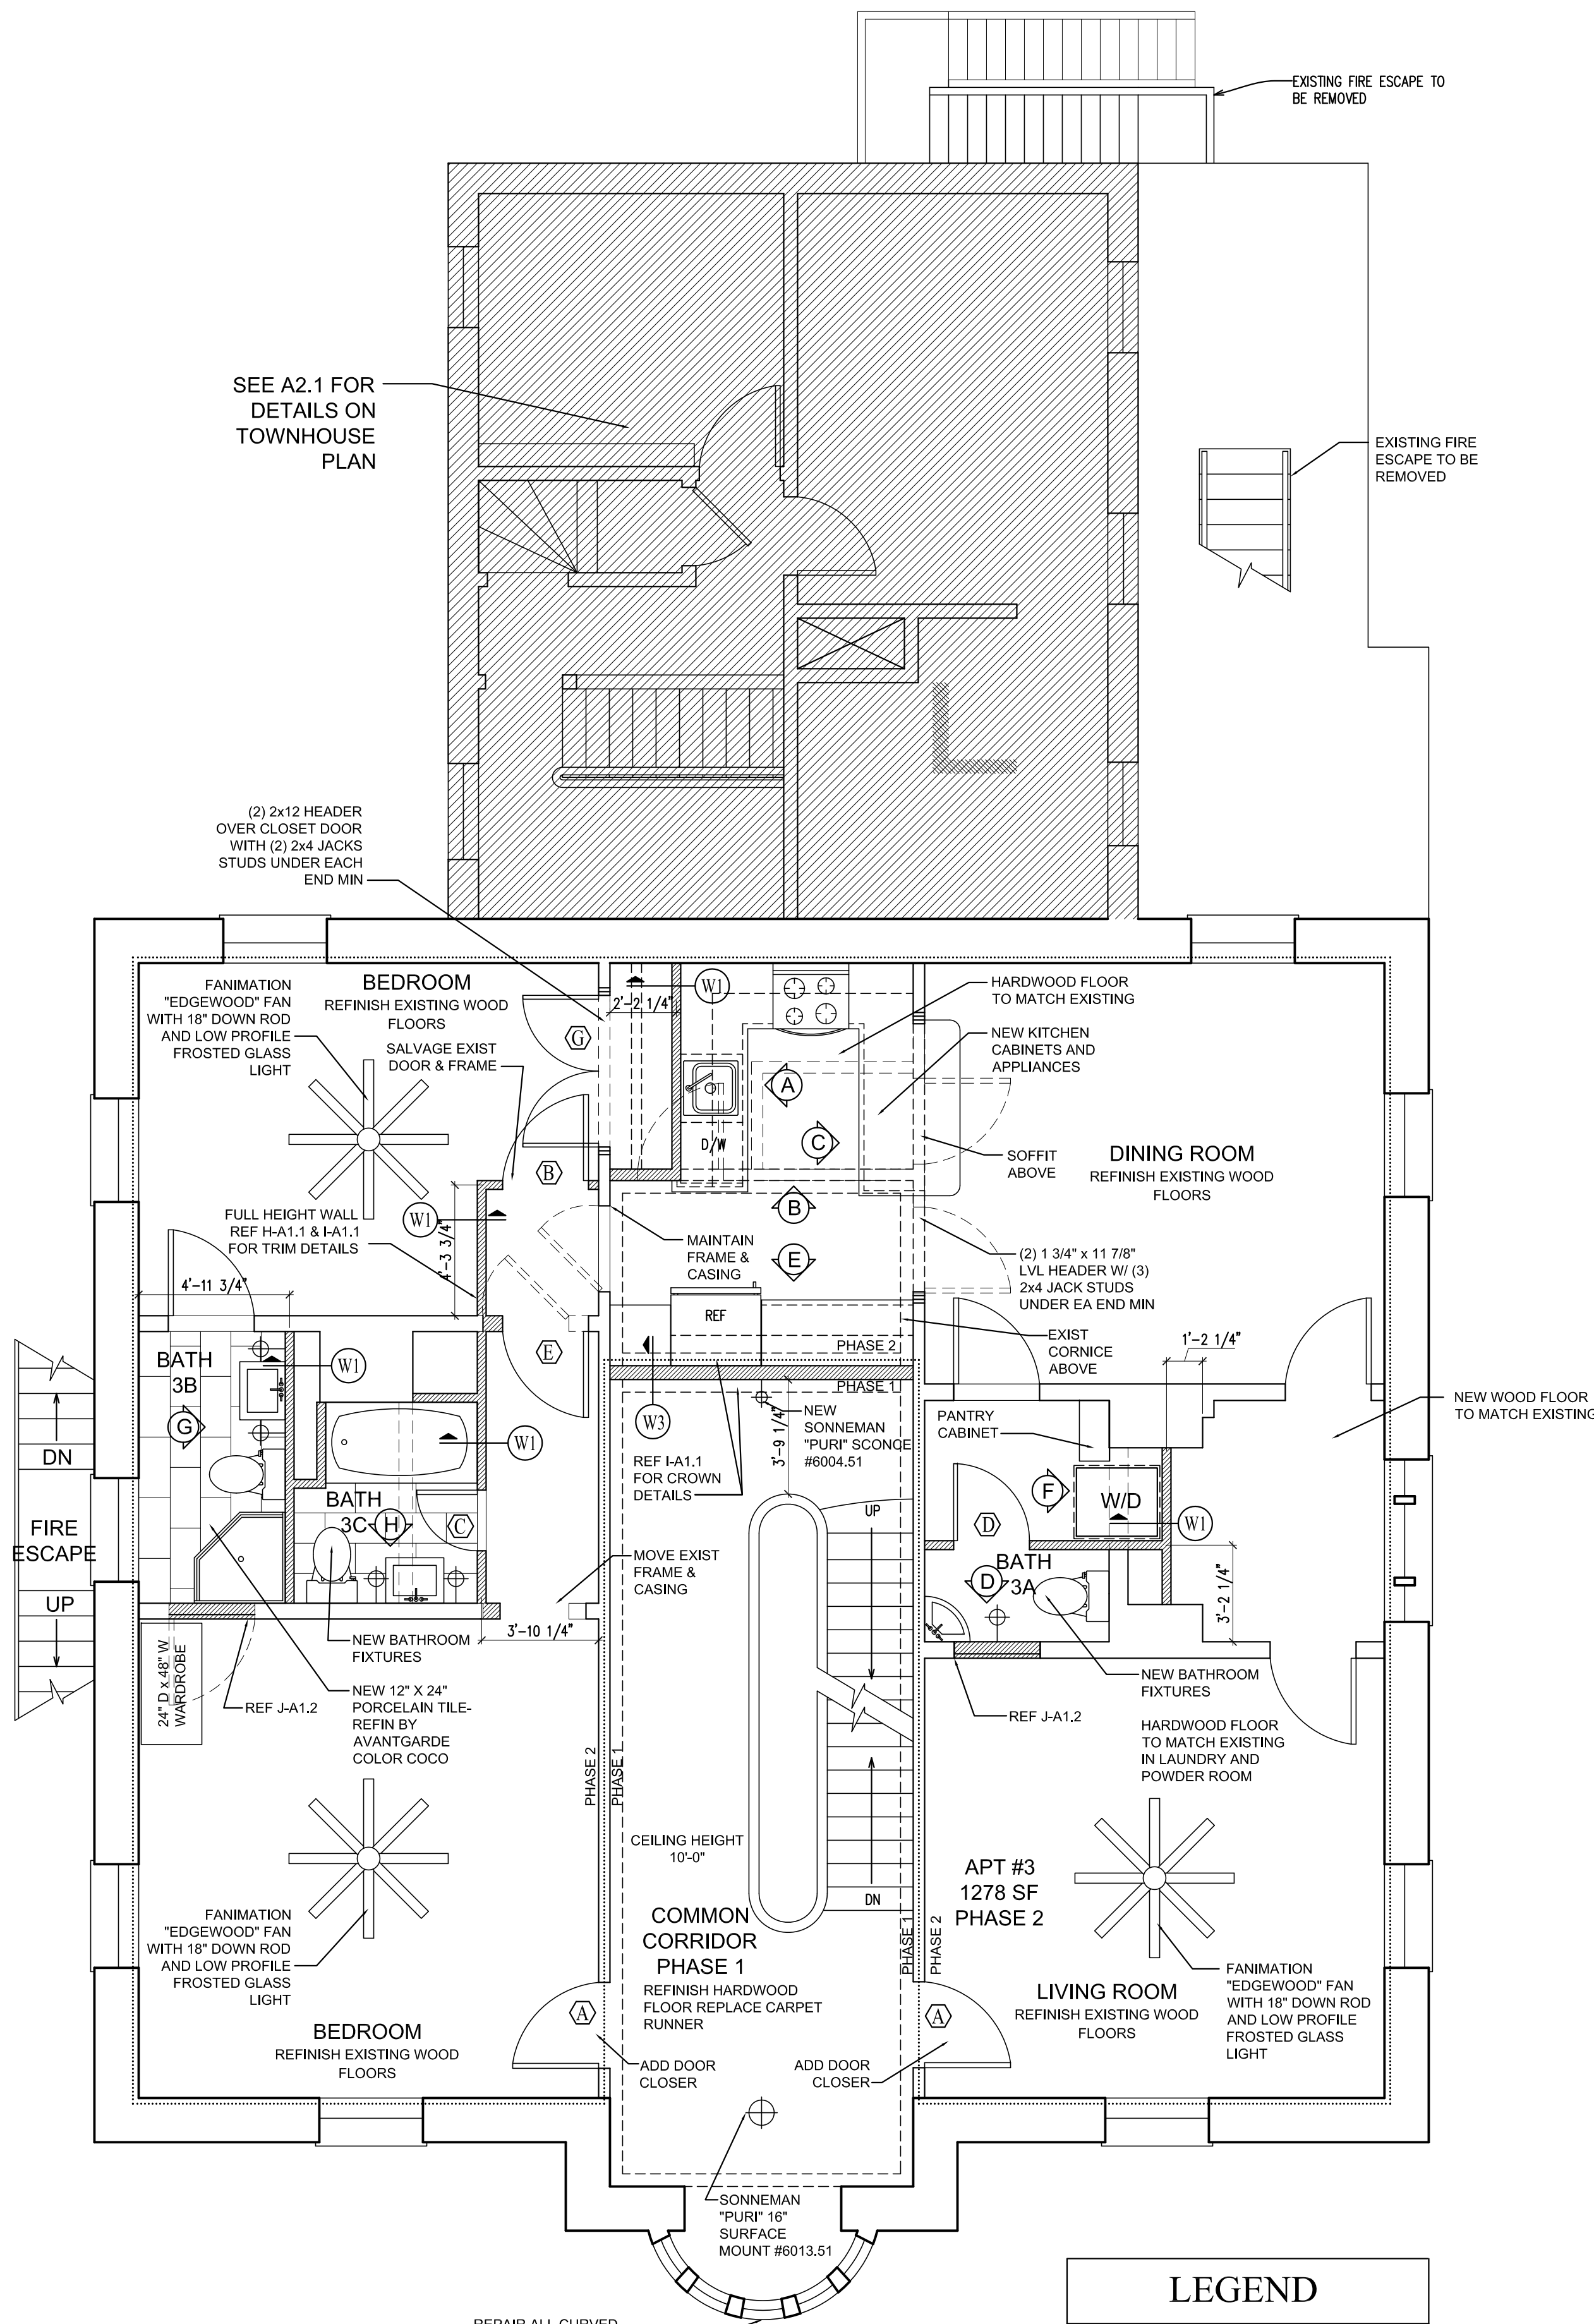 EXISTING FIRE ESCAPE TO
BE REMOVED
SEE A2.1 FOR
DETAILS ON
TOWNHOUSE
PLAN
EXISTING FIRE
ESCAPE TO BE
REMOVED
(2) 2x12 HEADER
OVER CLOSET DOOR
WITH (2) 2x4 JACKS
STUDS UNDER EACH
END MIN
FANIMATION
"EDGEWOOD" FAN
WITH 18" DOWN ROD
AND LOW PROFILE
FROSTED GLASS
LIGHT
BEDROOM
REFINISH EXISTING WOOD
FLOORS
SALVAGE EXIST
DOOR & FRAME
G
2'-2 1/4"
W1
HARDWOOD FLOOR
TO MATCH EXISTING
NEW KITCHEN
CABINETS AND
APPLIANCES
A
C
D/W
B
SOFFIT
ABOVE
DINING ROOM
REFINISH EXISTING WOOD
FLOORS
FULL HEIGHT WALL
REF H-A1.1 & I-A1.1
FOR TRIM DETAILS
W1
4'-3 3/4"
B
E
MAINTAIN
FRAME &
CASING
(2) 1 3/4" x 11 7/8"
LVL HEADER W/ (3)
2x4 JACK STUDS
UNDER EA END MIN
4'-11 3/4"
REF
EXIST
CORNICE
ABOVE
1'-2 1/4"
PHASE 2
PHASE 1
BATH
3B
W1
E
G
W3
NEW
SONNEMAN
"PURI" SCONCE
#6004.51
3'-9 1/4"
PANTRY
CABINET
NEW WOOD FLOOR
TO MATCH EXISTING
W1
REF I-A1.1
FOR CROWN
DETAILS
DN
FIRE
ESCAPE
UP
BATH
3C
H
C
UP
F
W/D
W1
D
BATH
3A
D
3'-2 1/4"
MOVE EXIST
FRAME &
CASING
3'-10 1/4"
24" D x 48" W
WARDROBE
NEW BATHROOM
FIXTURES
REF J-A1.2
NEW 12" X 24"
PORCELAIN TILE-
REFIN BY
AVANTGARDE
COLOR COCO
NEW BATHROOM
FIXTURES
REF J-A1.2
HARDWOOD FLOOR
TO MATCH EXISTING
IN LAUNDRY AND
POWDER ROOM
PHASE 2
PHASE 1
CEILING HEIGHT
10'-0"
DN
APT #3
1278 SF
PHASE 2
COMMON
CORRIDOR
PHASE 1
REFINISH HARDWOOD
FLOOR REPLACE CARPET
RUNNER
PHASE 1
PHASE 2
FANIMATION
"EDGEWOOD" FAN
WITH 18" DOWN ROD
AND LOW PROFILE
FROSTED GLASS
LIGHT
BEDROOM
REFINISH EXISTING WOOD
FLOORS
A
A
LIVING ROOM
REFINISH EXISTING WOOD
FLOORS
FANIMATION
"EDGEWOOD" FAN
WITH 18" DOWN ROD
AND LOW PROFILE
FROSTED GLASS
LIGHT
ADD DOOR
CLOSER
ADD DOOR
CLOSER
SONNEMAN
"PURI" 16"
SURFACE
MOUNT #6013.51
LEGEND
REPAIR ALL CURVED